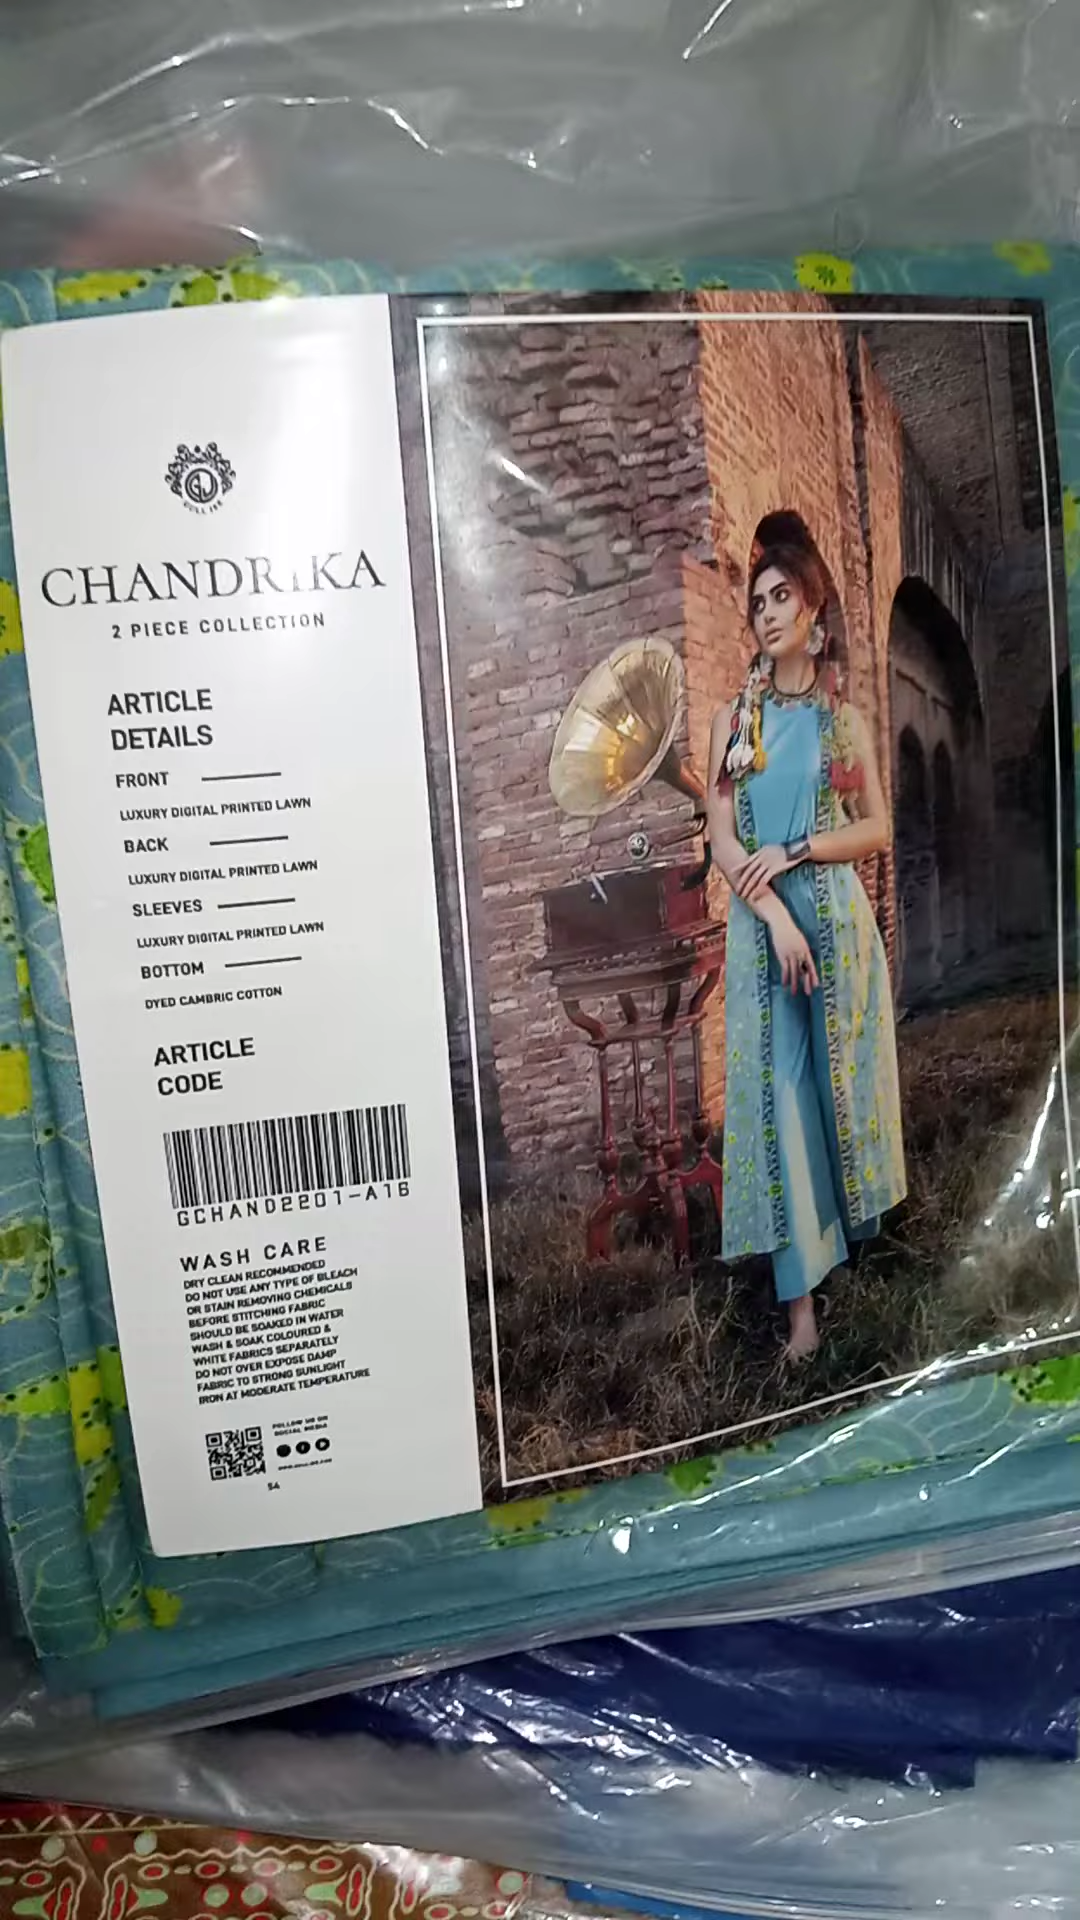 GJ
CHANDRIKA
2 PIECE COLLECTION
ARTICLE
DETAILS
FRONT
LUXURY DIGITAL PRINTED LAWN
BACK
LUXURY DIGITAL PRINTED LAWN
SLEEVES
LUXURY DIGITAL PRINTED LAWN
BOTTOM
DYED CAMBRIC COTTON
ARTICLE
CODE
GCHAND2201-A1B
WASH CARE
DRY CLEAN RECOMMENDED
DO NOT USE ANY TYPE OF BLEACH
OR STAIN REMOVING CHEMICALS
BEFORE STITCHING FABRIC
SHOULD BE SOAKED IN WATER
WASH & SOAK COLOURED &
WHITE FABRICS SEPARATELY
DO NOT OVER EXPOSE DAMP
FABRIC TO STRONG SUNLIGHT
IRON AT MODERATE TEMPERATURE
FOLLOW US ON
SOCIAL MEDIA